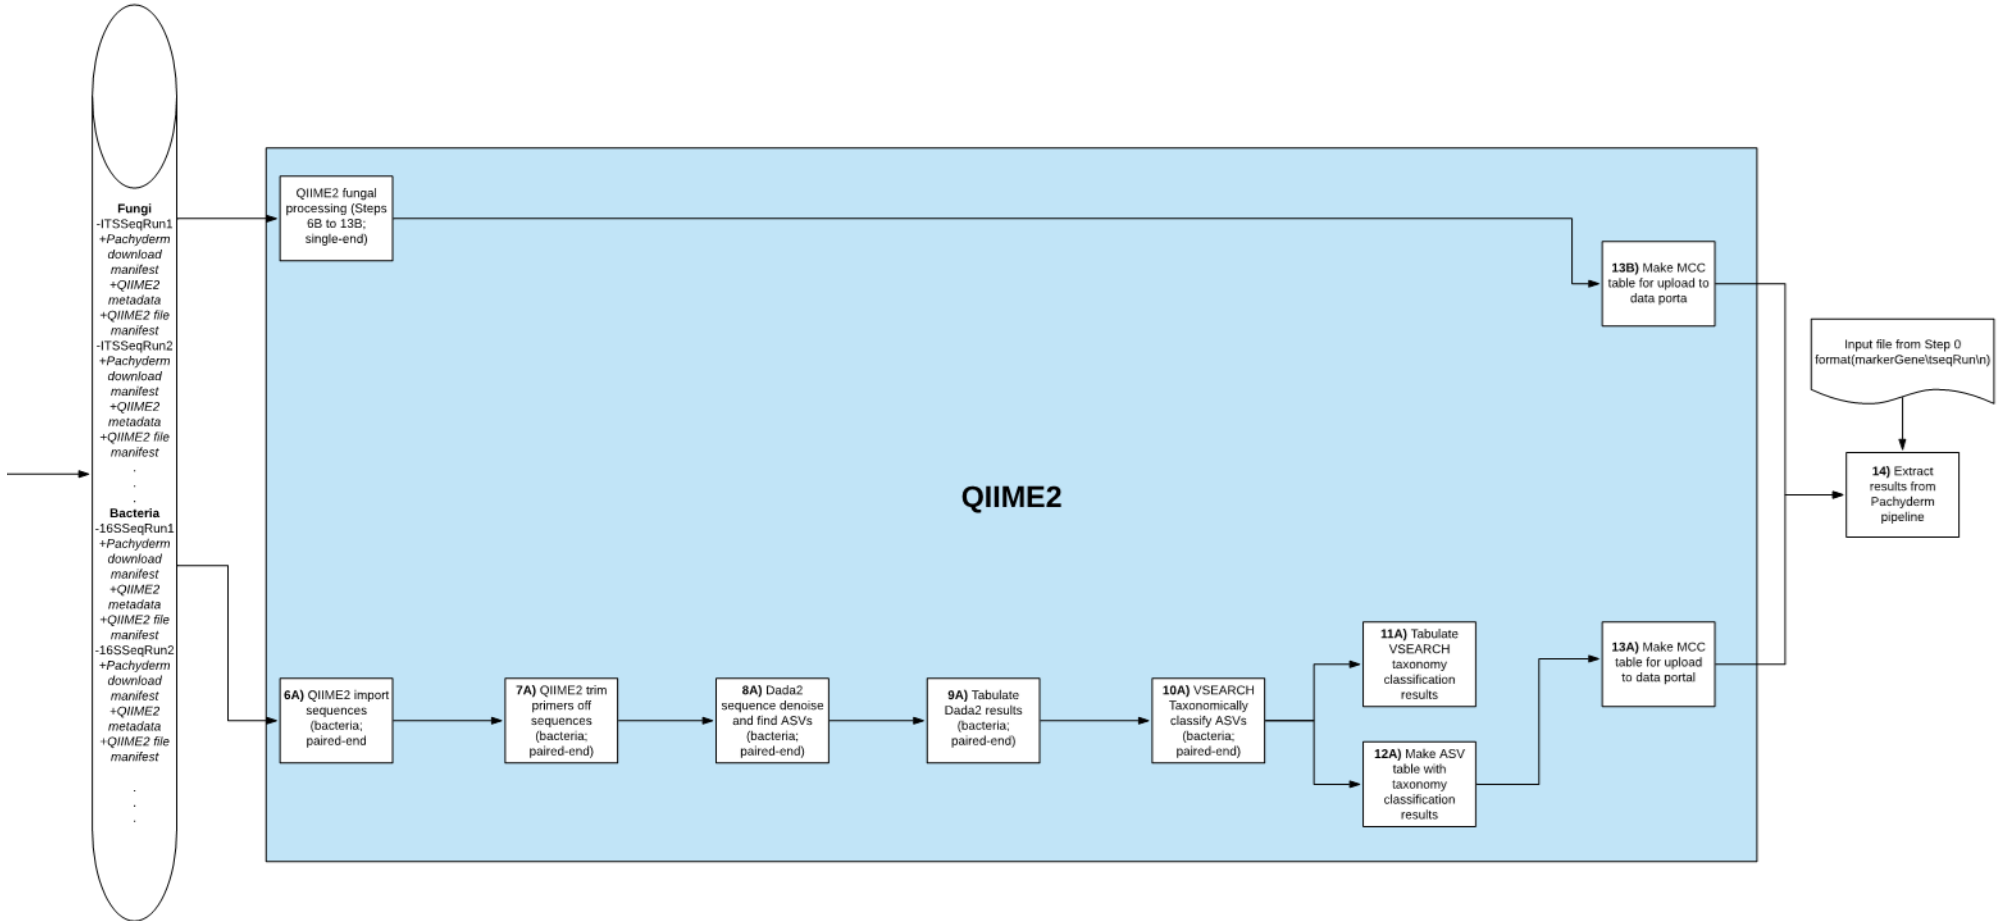 Fungi
-ITSSeqRun1
+Pachyderm
download
manifest
+QIIME2
metadata
+QIIME2 file
manifest
-ITSSeqRun2
+Pachyderm
download
manifest
+QIIME2
metadata
+QIIME2 file
manifest
.
.
.
Bacteria
-16SSeqRun1
+Pachyderm
download
manifest
+QIIME2
metadata
+QIIME2 file
manifest
-16SSeqRun2
+Pachyderm
download
manifest
+QIIME2
metadata
+QIIME2 file
manifest
.
.
.
QIIME2 fungal
processing (Steps
6B to 13B;
single-end)
13B) Make MCC
table for upload to
data porta
QIIME2
6A) QIIME2 import
sequences
(bacteria;
paired-end
7A) QIIME2 trim
primers off
sequences
(bacteria;
paired-end)
8A) Dada2
sequence denoise
and find ASVs
(bacteria;
paired-end)
9A) Tabulate
Dada2 results
(bacteria;
paired-end)
10A) VSEARCH
Taxonomically
classify ASVs
(bacteria;
paired-end)
11A) Tabulate
VSEARCH
taxonomy
classification
results
12A) Make ASV
table with
taxonomy
classification
results
13A) Make MCC
table for upload
to data portal
Input file from Step 0
format(markerGene\tseqRun\n)
14) Extract
results from
Pachyderm
pipeline